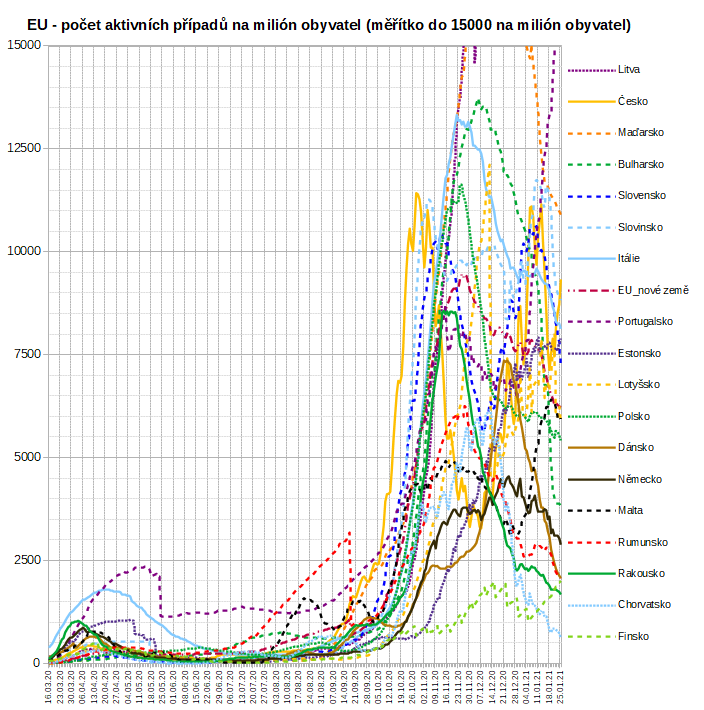 EU - počet aktivních případů na milión obyvatel (měřítko do 15000 na milión obyvatel)
15000
12500
10000
7500
5000
2500
0
Litva
Česko
Maďarsko
Bulharsko
Slovensko
Slovinsko
Itálie
EU_nové země
Portugalsko
Estonsko
Lotyšsko
Polsko
Dánsko
Německo
Malta
Rumunsko
Rakousko
Chorvatsko
Finsko
16.03.20
23.03.20
30.03.20
06.04.20
13.04.20
20.04.20
27.04.20
04.05.20
11.05.20
18.05.20
25.05.20
01.06.20
08.06.20
15.06.20
22.06.20
29.06.20
06.07.20
13.07.20
20.07.20
27.07.20
03.08.20
10.08.20
17.08.20
24.08.20
31.08.20
07.09.20
14.09.20
21.09.20
28.09.20
05.10.20
12.10.20
19.10.20
26.10.20
02.11.20
09.11.20
16.11.20
23.11.20
30.11.20
07.12.20
14.12.20
21.12.20
28.12.20
04.01.21
11.01.21
18.01.21
25.01.21